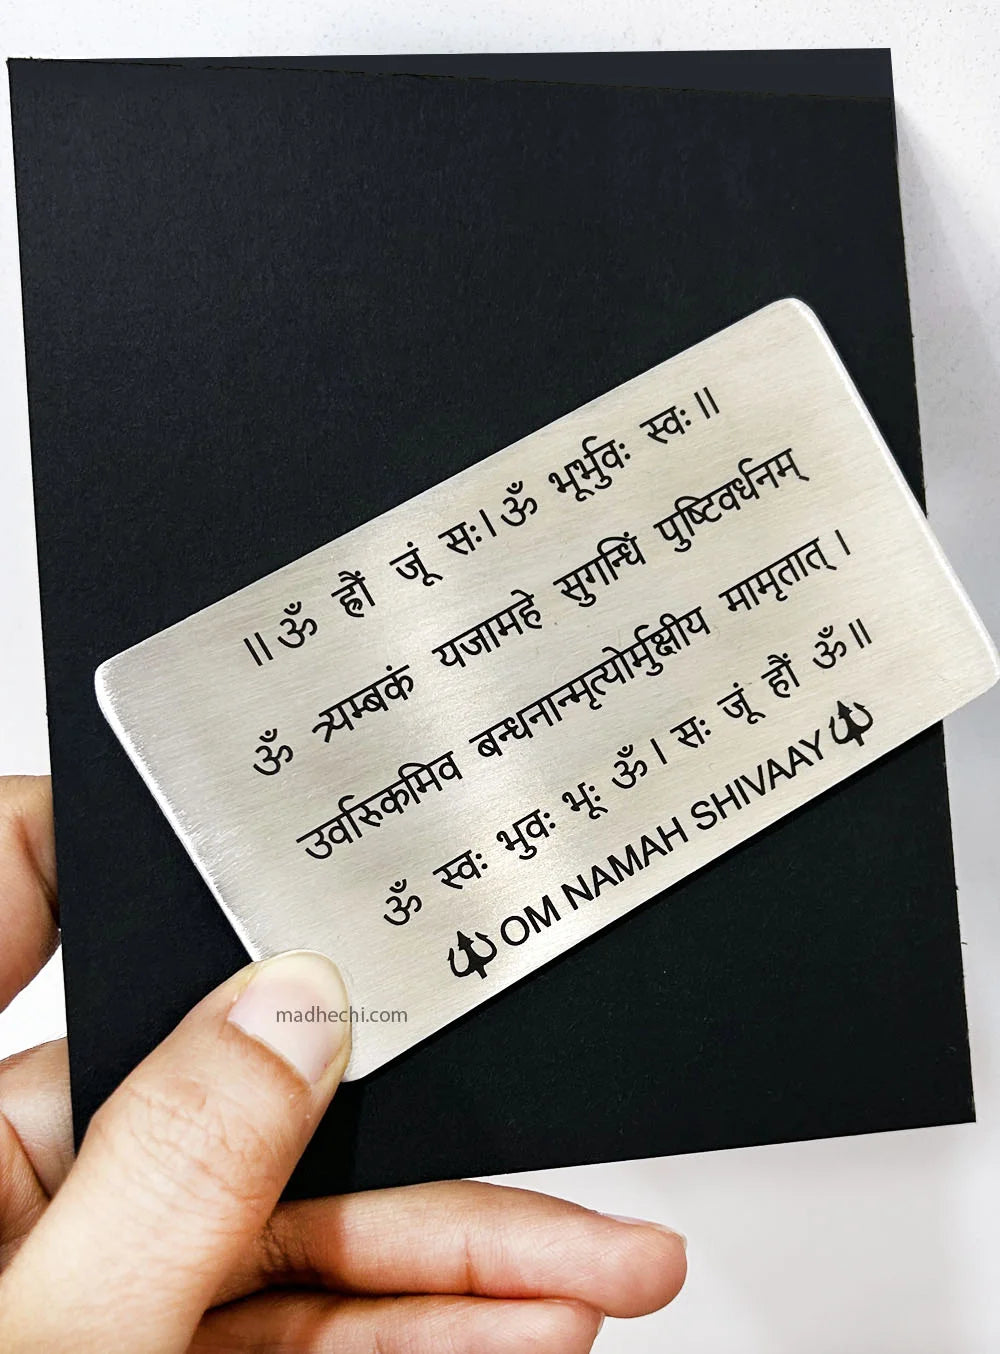 ॥ ॐ ह्रौं जूं सः। ॐ भूर्भुवः स्वः ॥
ॐ त्र्यम्बकं यजामहे सुगन्धिं पुष्टिवर्धनम्
उर्वारुकमिव बन्धनान्मृत्योर्मुक्षीय मामृतात् ।
ॐ स्वः भुवः भूः ॐ । सः जूं हौं ॐ ॥
OM NAMAH SHIVAAY
madhechi.com